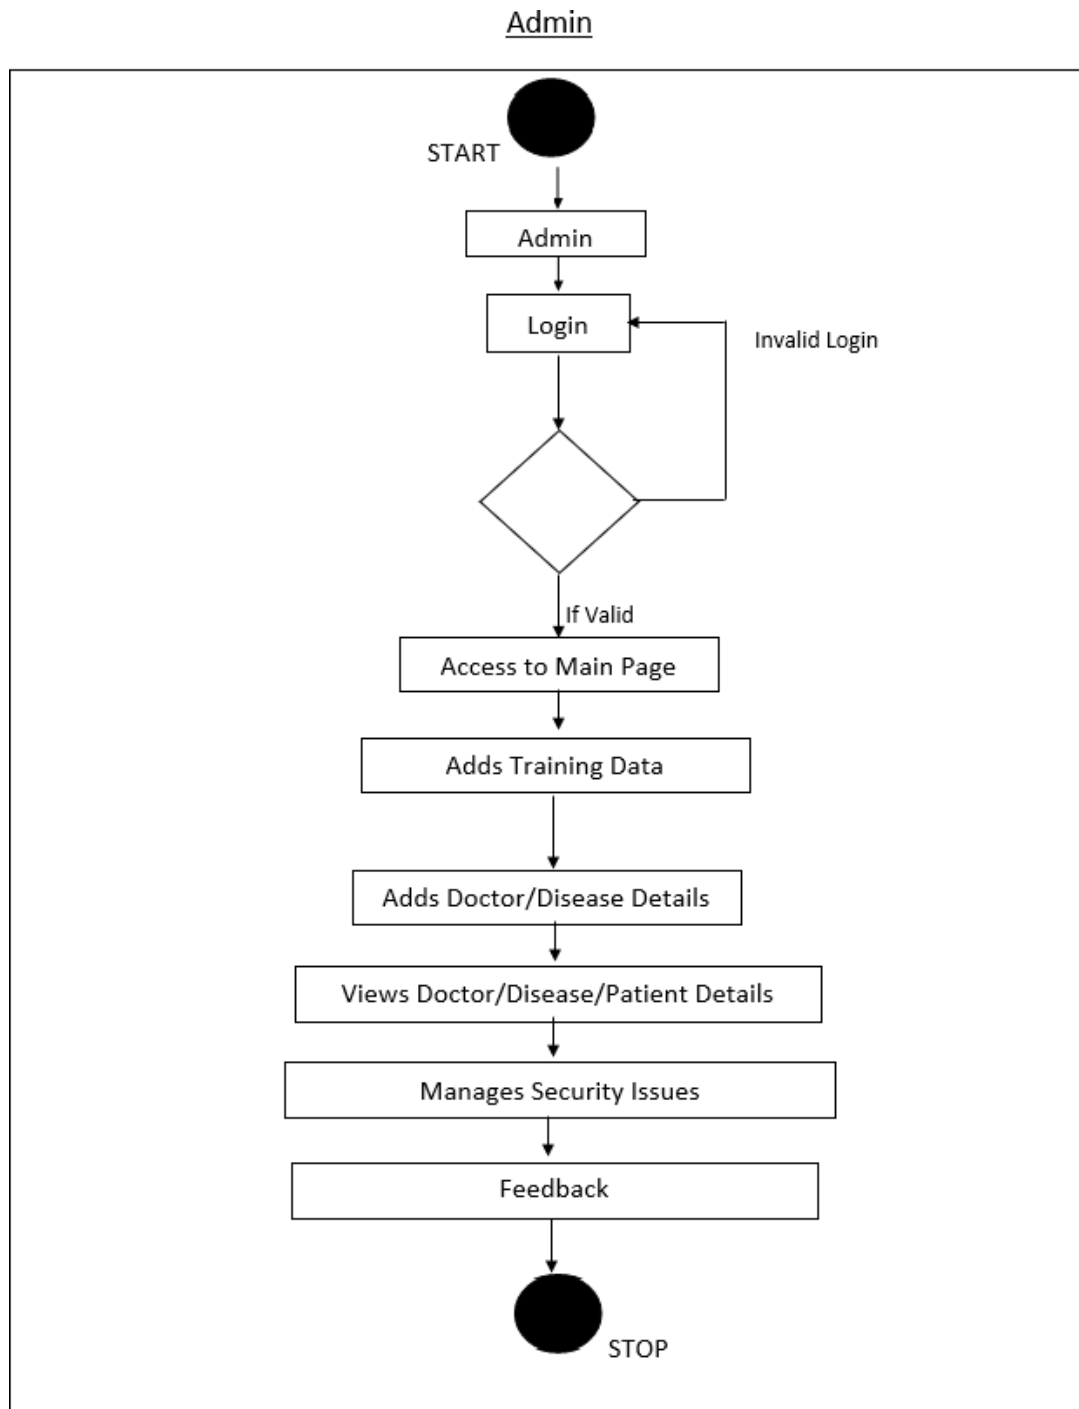 Admin
START
Admin
Login
Invalid Login
If Valid
Access to Main Page
Adds Training Data
Adds Doctor/Disease Details
Views Doctor/Disease/Patient Details
Manages Security Issues
Feedback
STOP